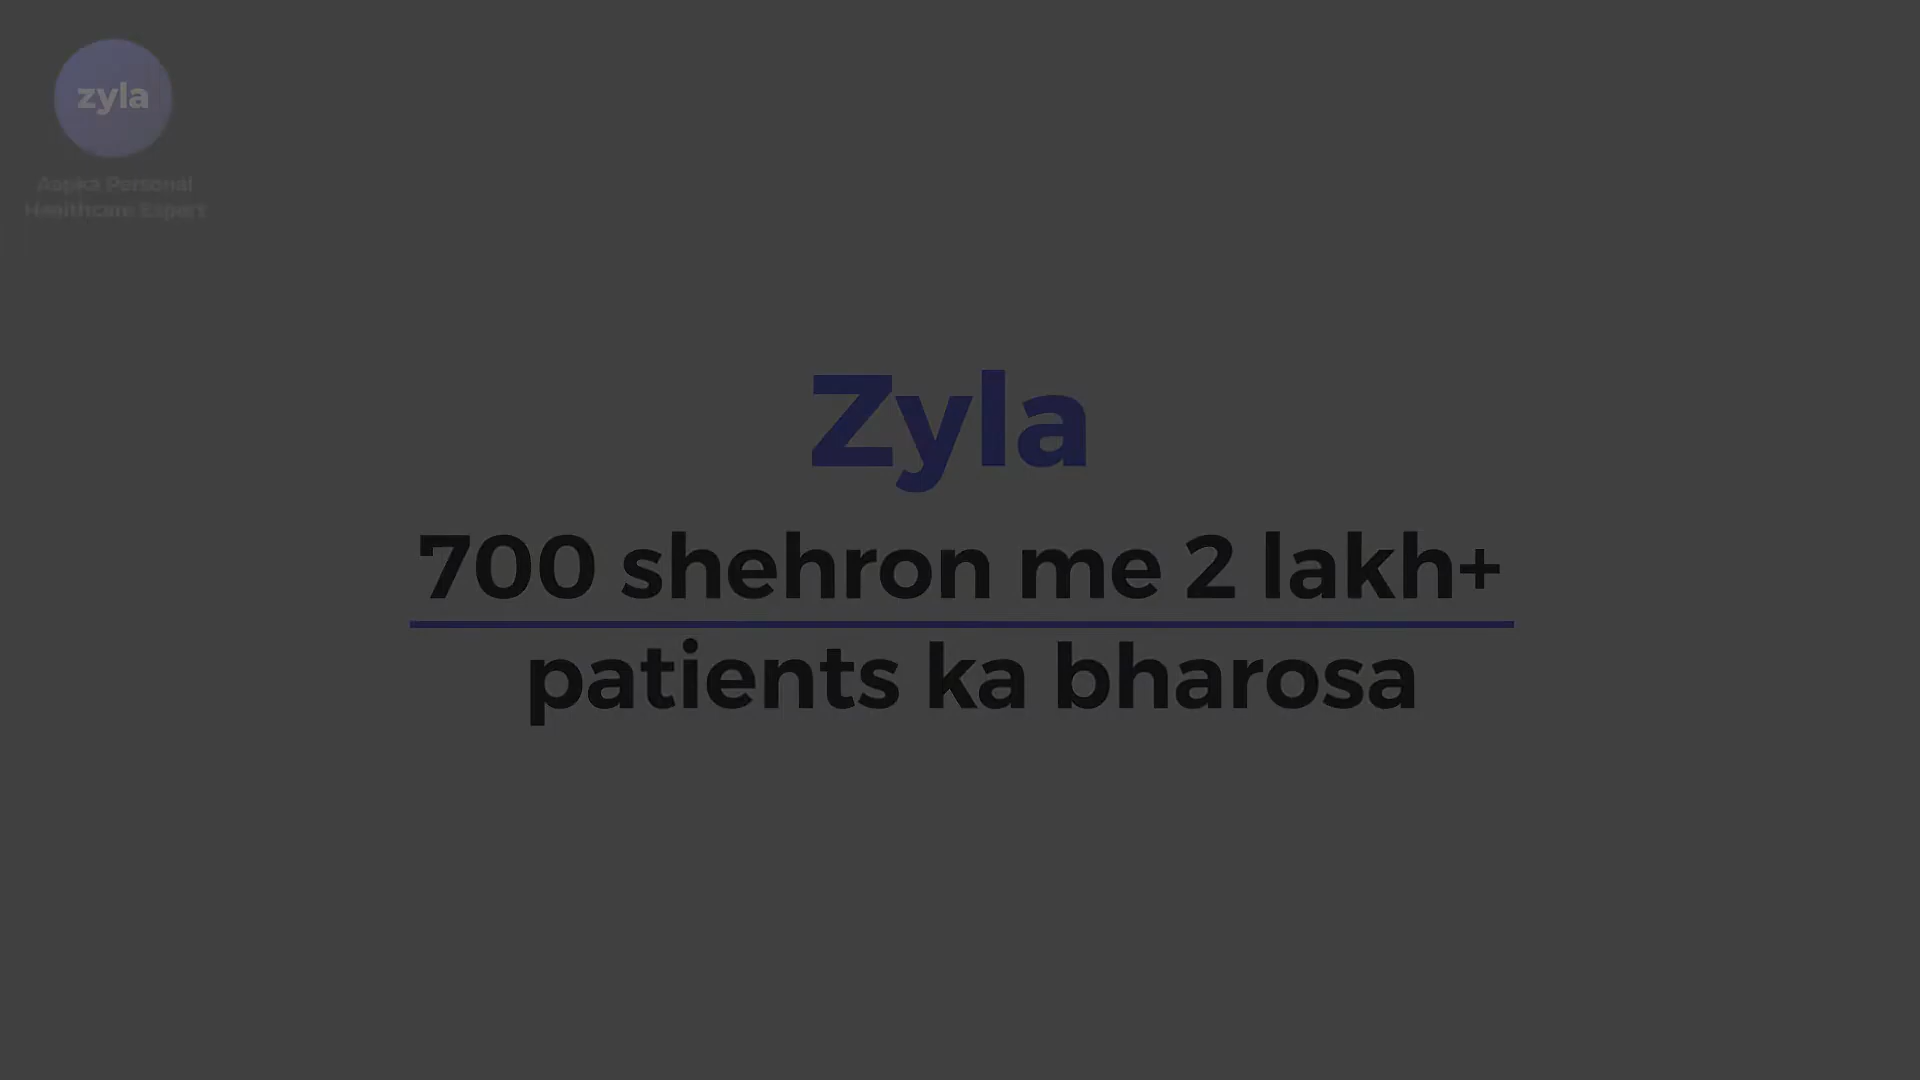 zyla
Aapka Personal
Healthcare Expert
Zyla
700 shehron me 2 lakh+
patients ka bharosa